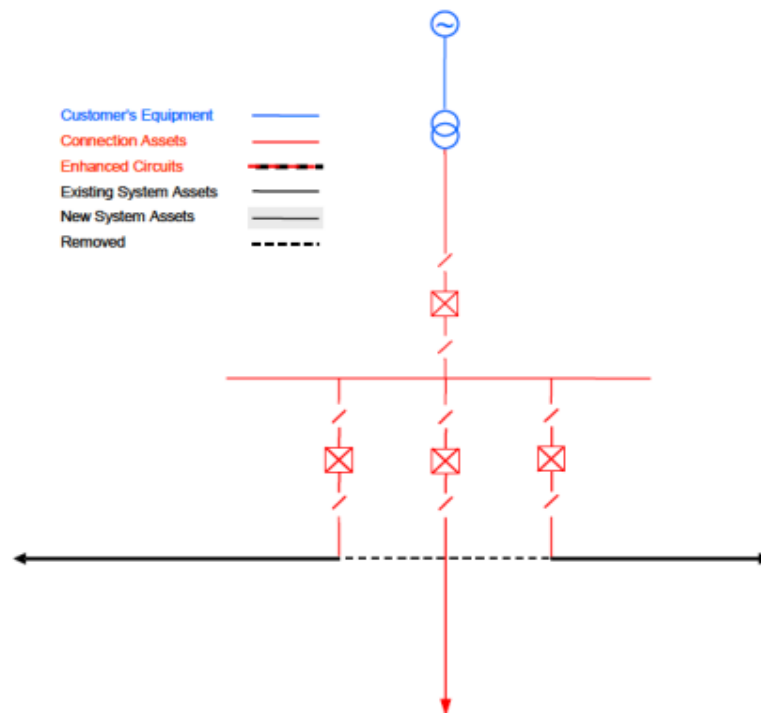 Customer's Equipment
Connection Assets
Enhanced Circuits
Existing System Assets
New System Assets
Removed